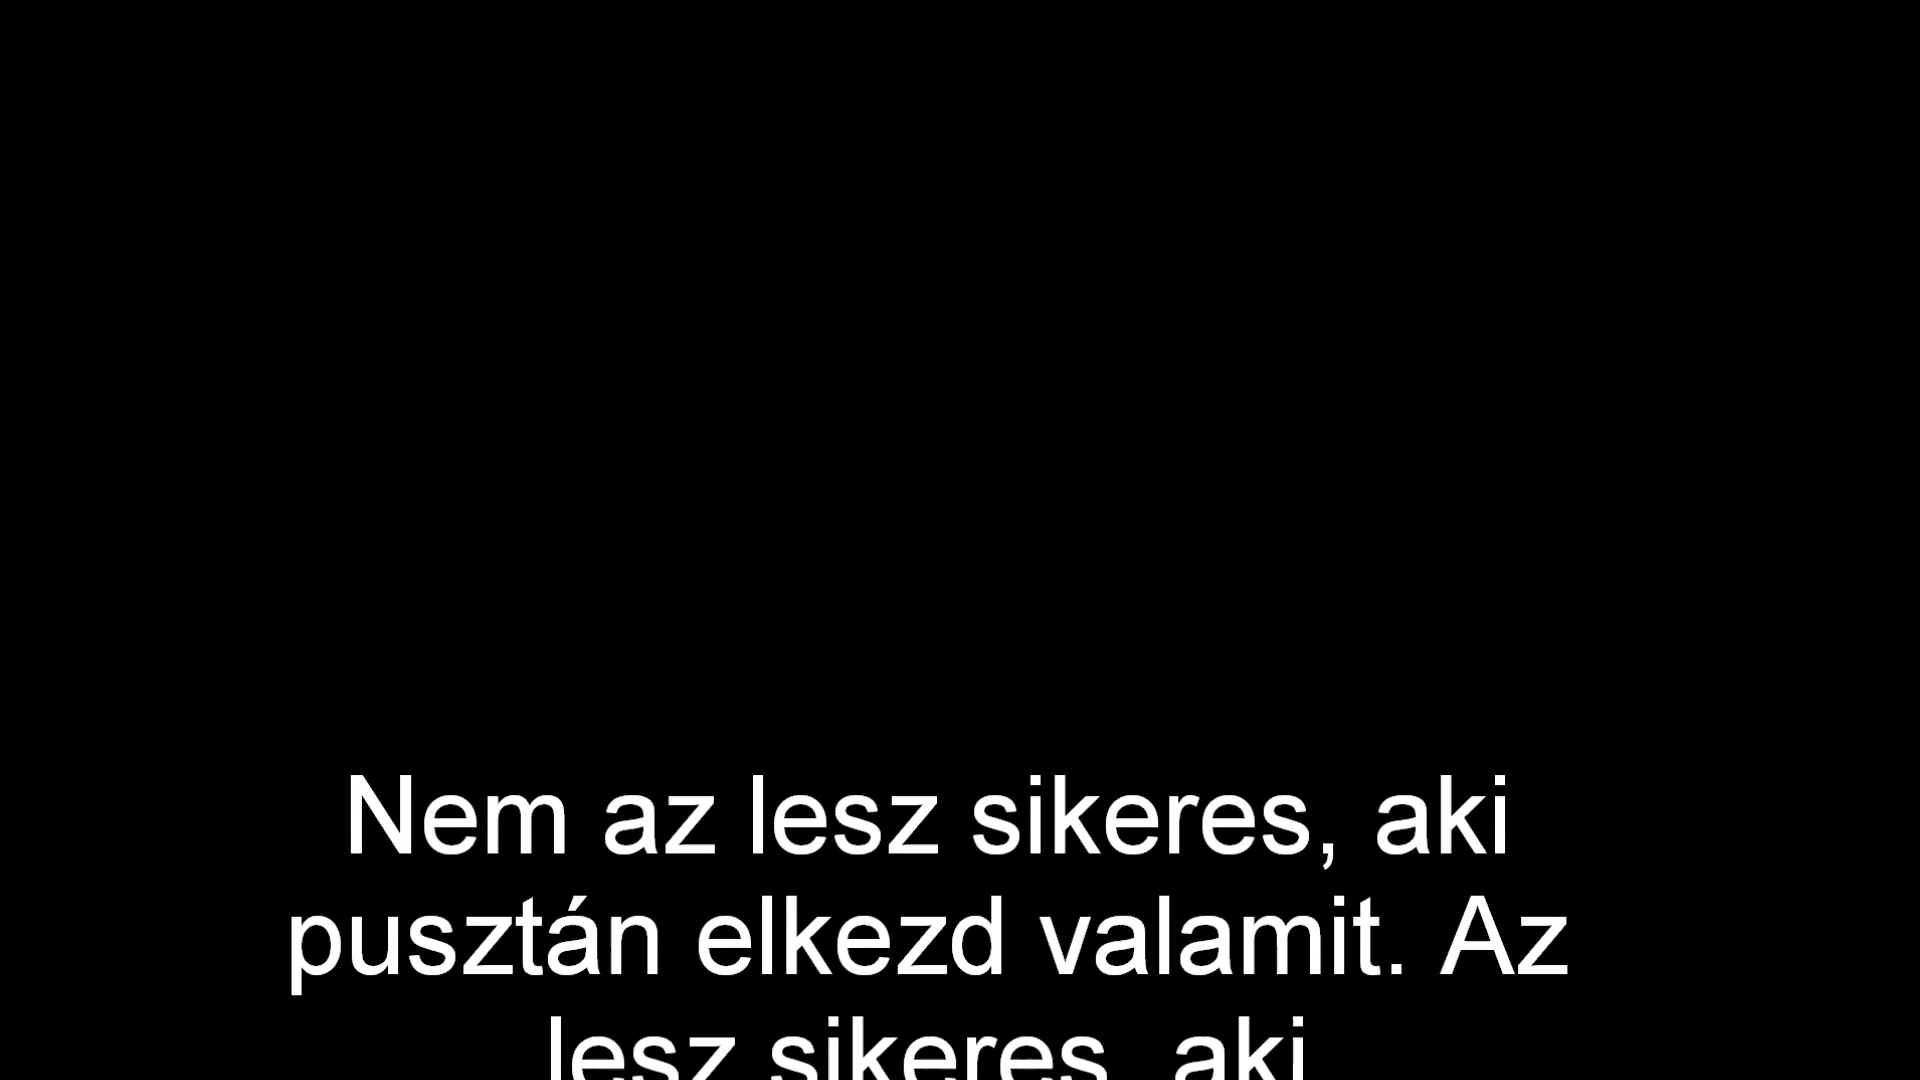 Nem az lesz sikeres, aki
pusztán elkezd valamit. Az
lesz sikeres, aki